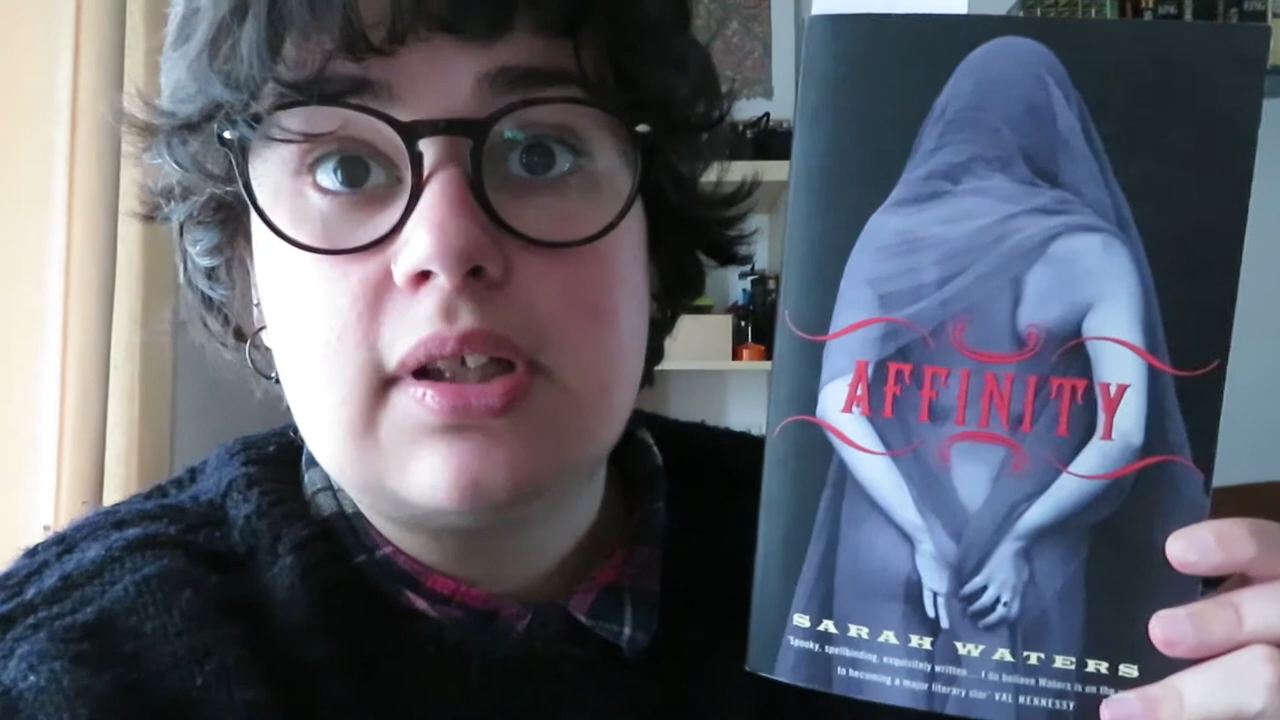 AFFINITY
SARAH WATERS
'Spooky, spellbinding, exquisitely written... I do believe Waters is on the
to becoming a major literary star' VAL HENNESSY